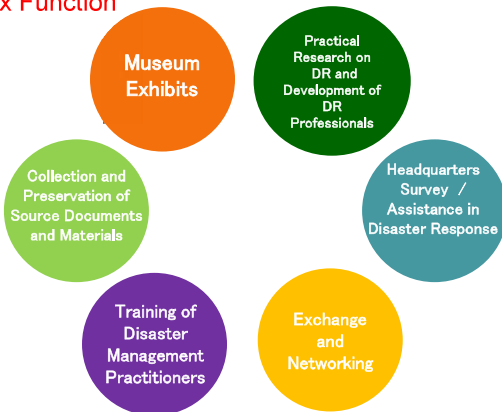 x Function
Museum
Exhibits
Practical
Research on
DR and
Development of
DR
Professionals
Collection and
Preservation of
Source Documents
and Materials
Headquarters
Survey /
Assistance in
Disaster Response
Training of
Disaster
Management
Practitioners
Exchange
and
Networking